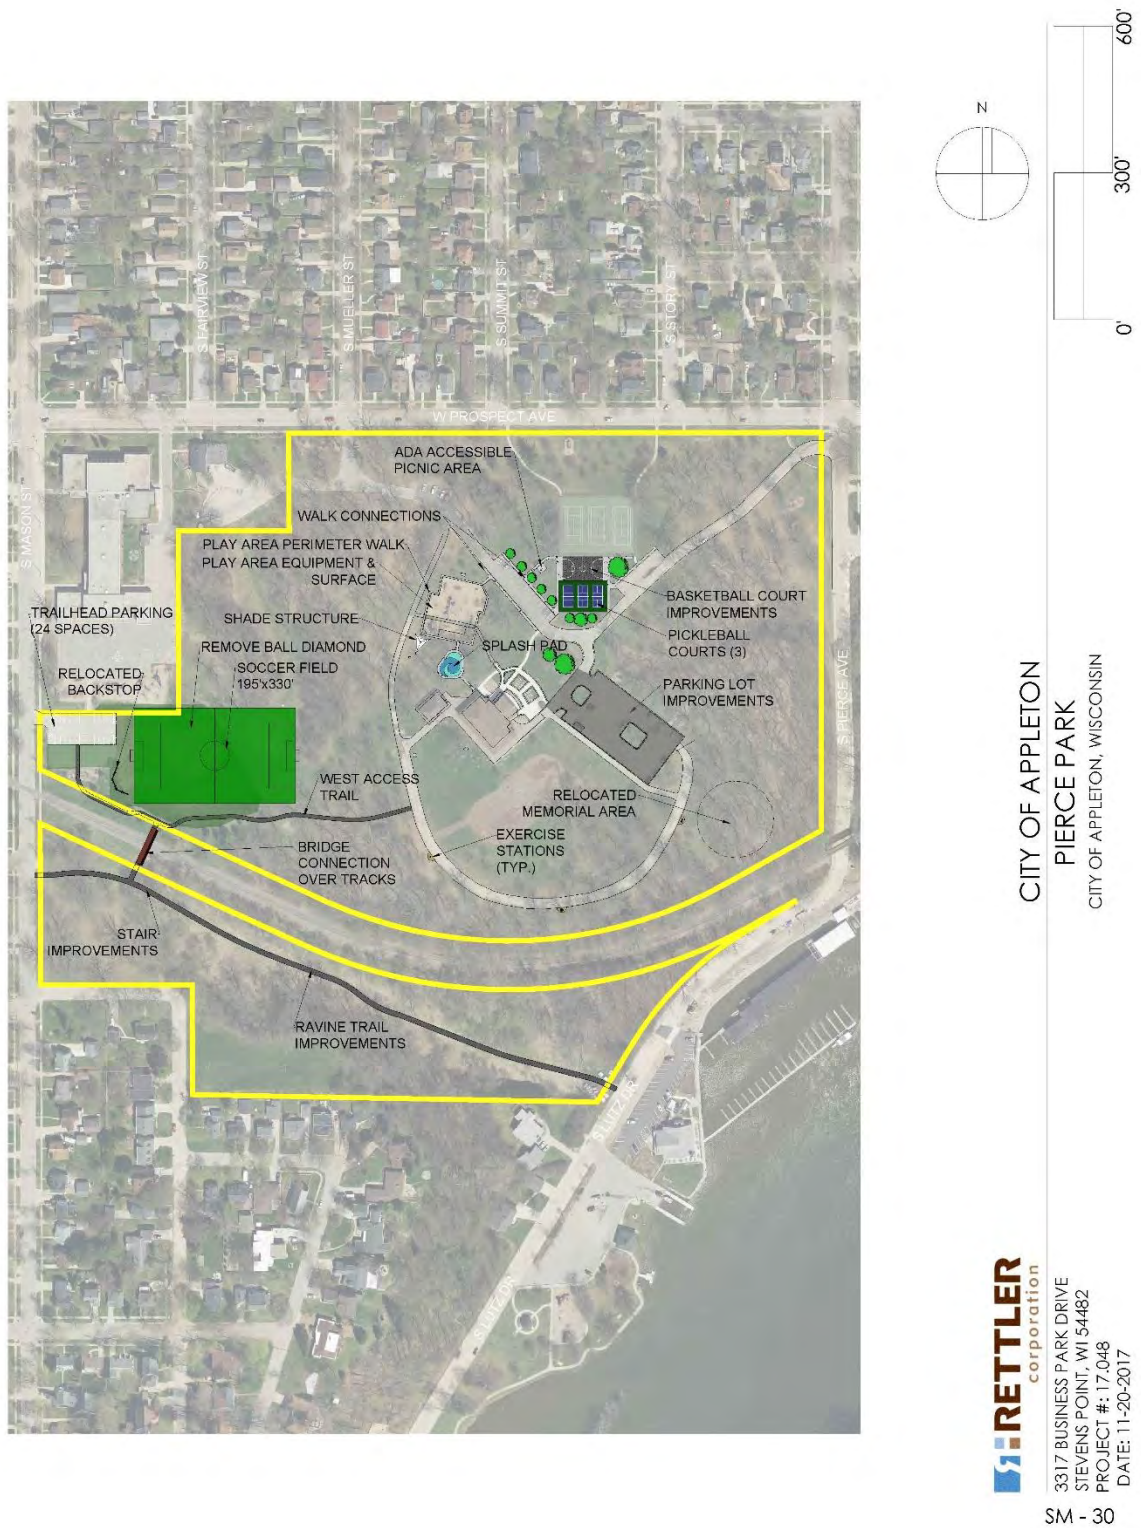 S FAIRVIEW ST
S MUELLER ST
S SUMMIT ST
S STORY ST
W PROSPECT AVE
S MASON ST
S PIERCE AVE
ADA ACCESSIBLE
PICNIC AREA
WALK CONNECTIONS
PLAY AREA PERIMETER WALK
PLAY AREA EQUIPMENT &
SURFACE
SHADE STRUCTURE
SPLASH PAD
BASKETBALL COURT
IMPROVEMENTS
PICKLEBALL
COURTS (3)
PARKING LOT
IMPROVEMENTS
TRAILHEAD PARKING
(24 SPACES)
RELOCATED
BACKSTOP
REMOVE BALL DIAMOND
SOCCER FIELD
195'x330'
WEST ACCESS
TRAIL
RELOCATED
MEMORIAL AREA
EXERCISE
STATIONS
(TYP.)
BRIDGE
CONNECTION
OVER TRACKS
STAIR
IMPROVEMENTS
RAVINE TRAIL
IMPROVEMENTS
S LUTZ DR
S LUTZ DR
N
0'
300'
600'
CITY OF APPLETON
PIERCE PARK
CITY OF APPLETON, WISCONSIN
RETTLER
corporation
3317 BUSINESS PARK DRIVE
STEVENS POINT, WI 54482
PROJECT #: 17.048
DATE: 11-20-2017
SM - 30